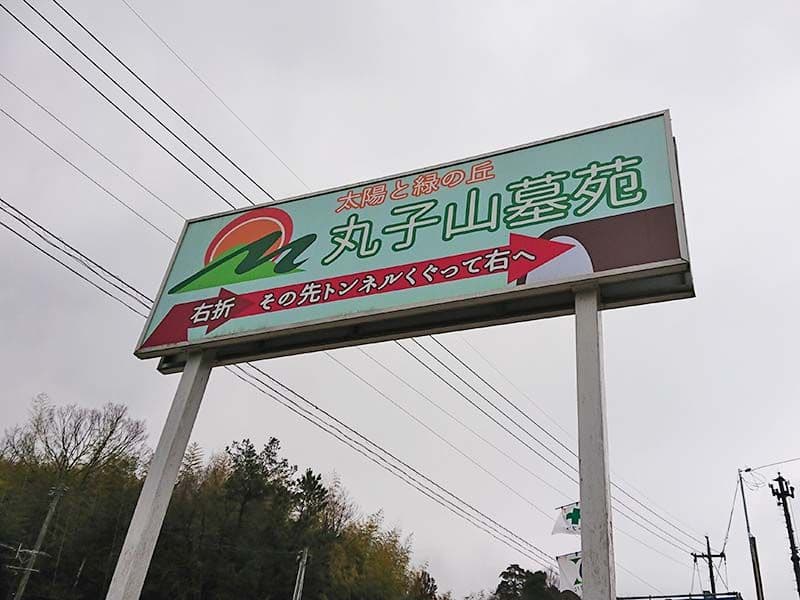 太陽と緑の丘
丸子山墓苑
右折 その先トンネルくぐって右へ